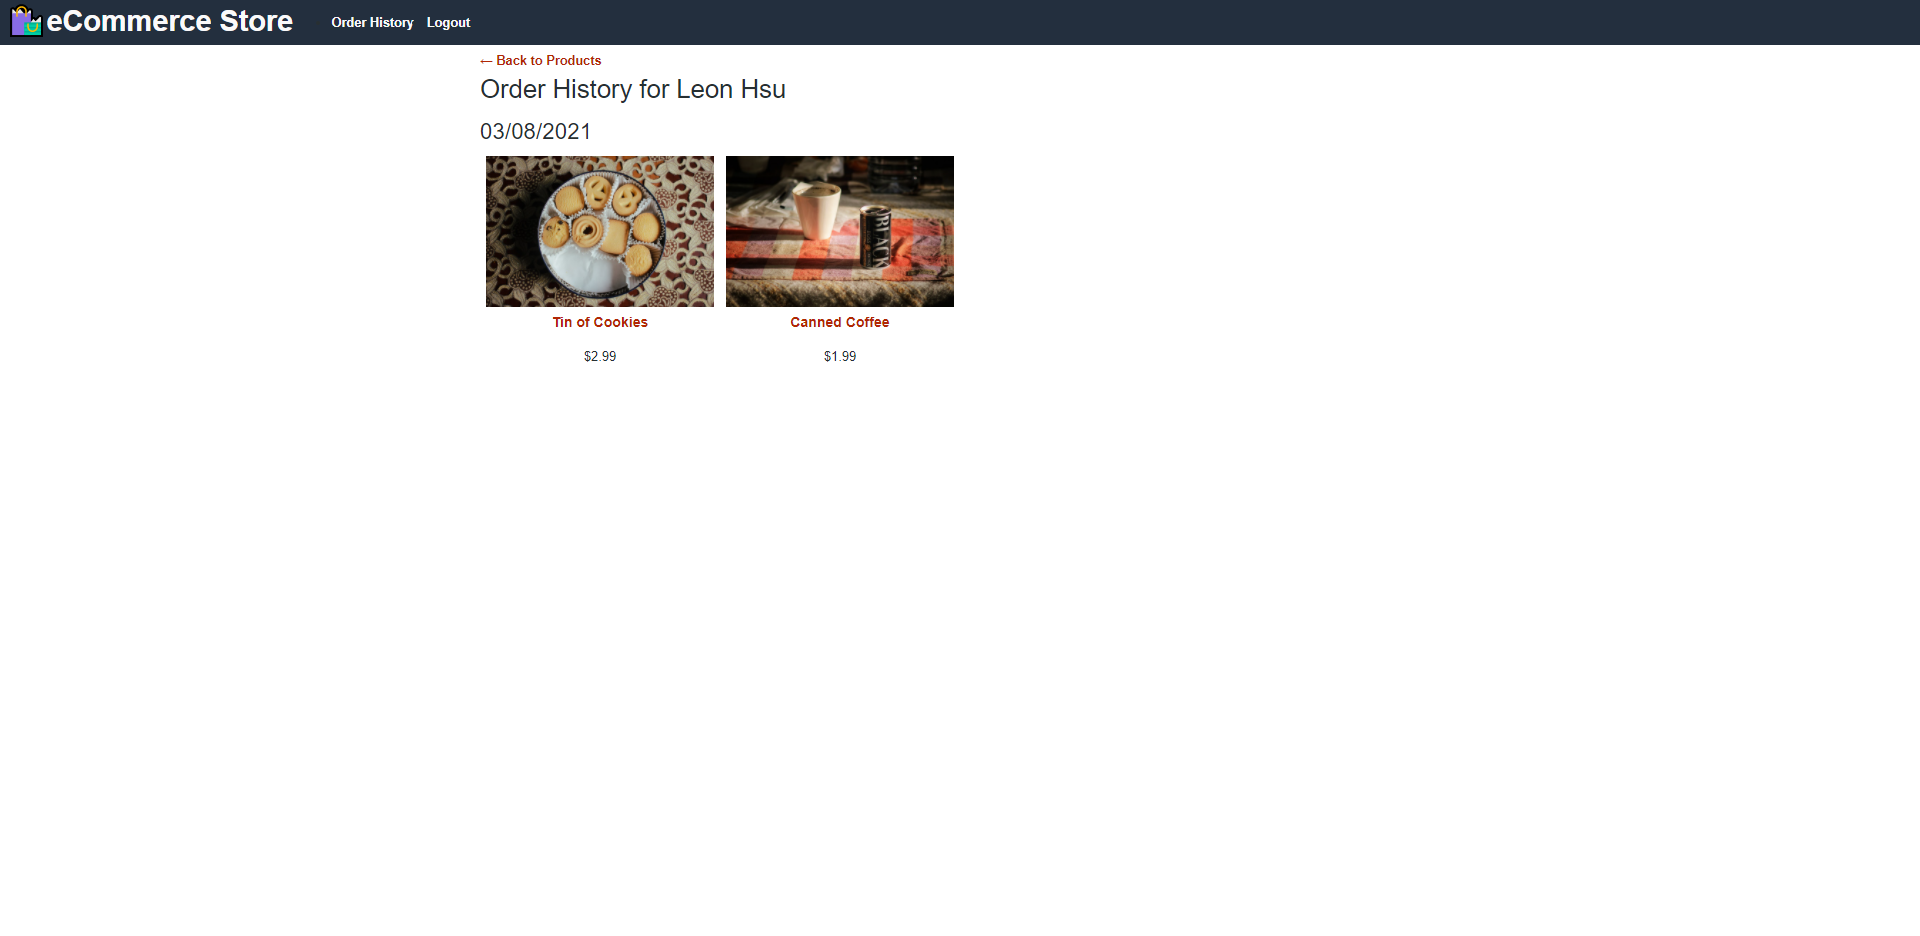 eCommerce Store
Order History Logout
← Back to Products
Order History for Leon Hsu
03/08/2021
BLACK
Tin of Cookies
Canned Coffee
$2.99
$1.99